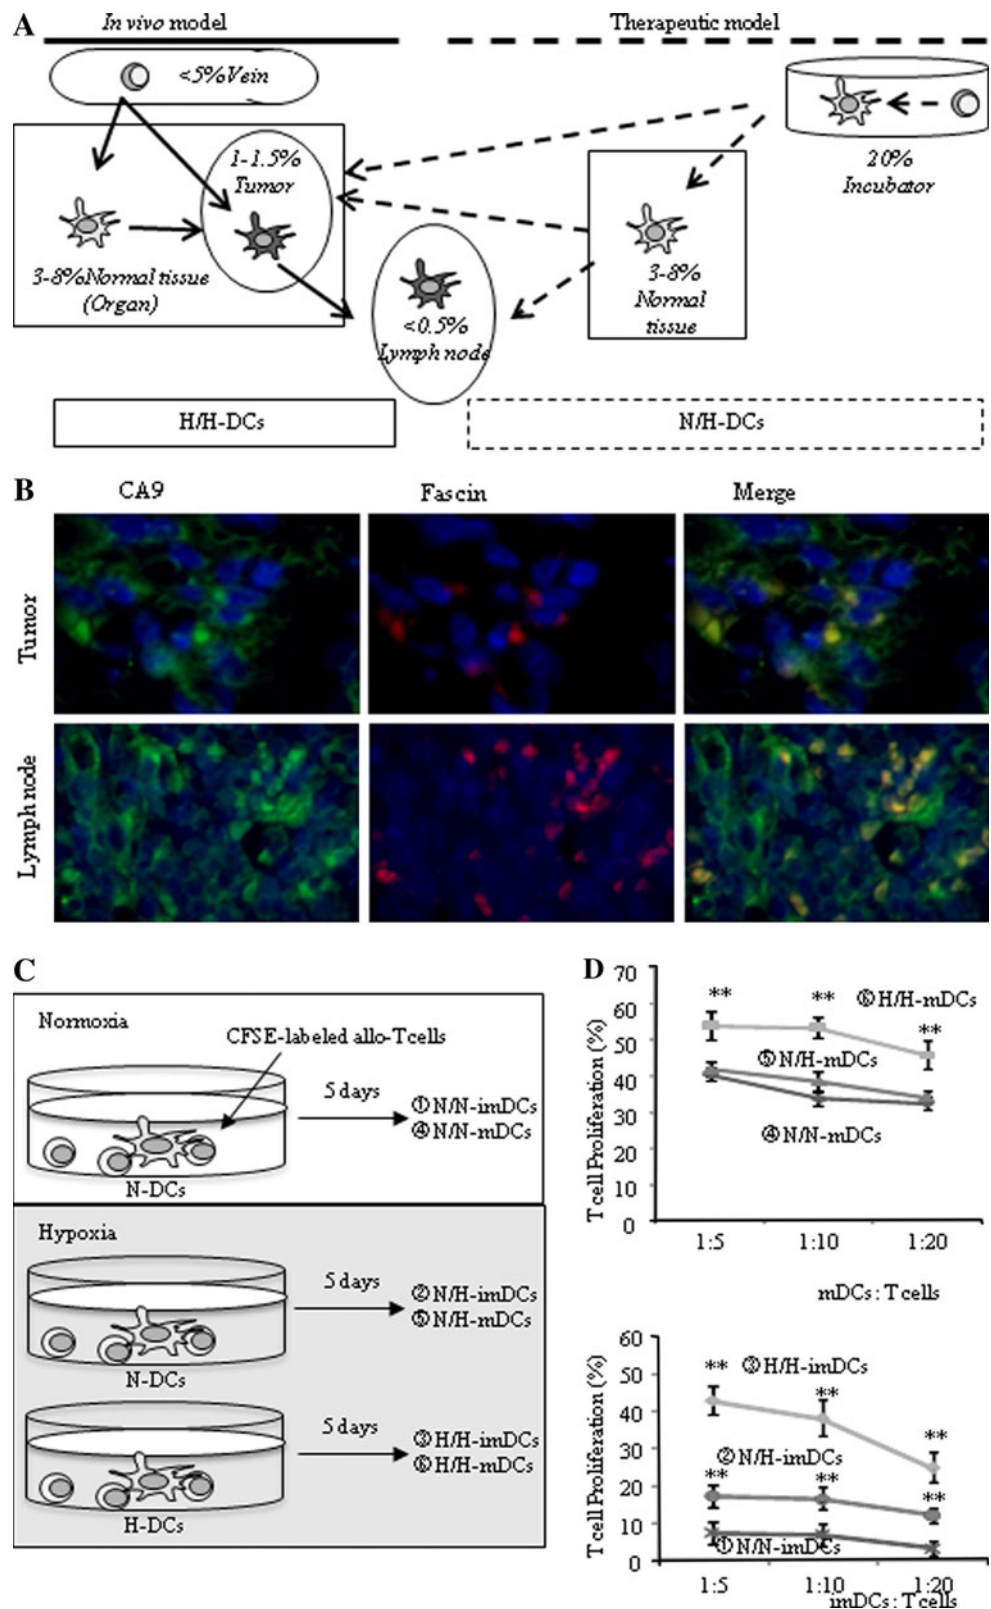 A
In vivo model
Therapeutic model
<5%Vein
1-1.5%
Tumor
20%
Incubator
3-8%Normal tissue
(Organ)
<0.5%
Lymph node
3-8%
Normal
tissue
H/H-DCs
N/H-DCs
B
CA9
Fascin
Merge
Tumor
Lymph node
C
Normoxia
CFSE-labeled allo-Tcells
5 days
①N/N-imDCs
④N/N-mDCs
N-DCs
Hypoxia
5 days
②N/H-imDCs
⑤N/H-mDCs
N-DCs
5 days
③H/H-imDCs
⑥H/H-mDCs
H-DCs
D
T cell Proliferation (%)
70
60
50
40
30
20
10
0
** ** **
⑥H/H-mDCs
⑤N/H-mDCs
④N/N-mDCs
1:5 1:10 1:20
mDCs: T cells
T cell Proliferation (%)
60
50
40
30
20
10
0
** ** **
③H/H-imDCs
②N/H-imDCs
** ** **
①N/N-imDCs
1:5 1:10 1:20
imDCs: T cells